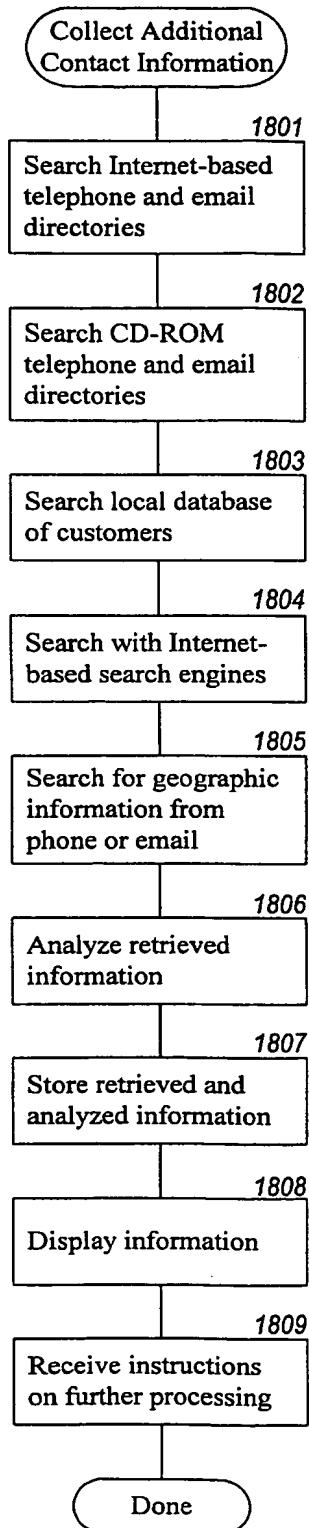 Collect Additional
Contact Information
1801
Search Internet-based
telephone and email
directories
1802
Search CD-ROM
telephone and email
directories
1803
Search local database
of customers
1804
Search with Internet-
based search engines
1805
Search for geographic
information from
phone or email
1806
Analyze retrieved
information
1807
Store retrieved and
analyzed information
1808
Display information
1809
Receive instructions
on further processing
Done